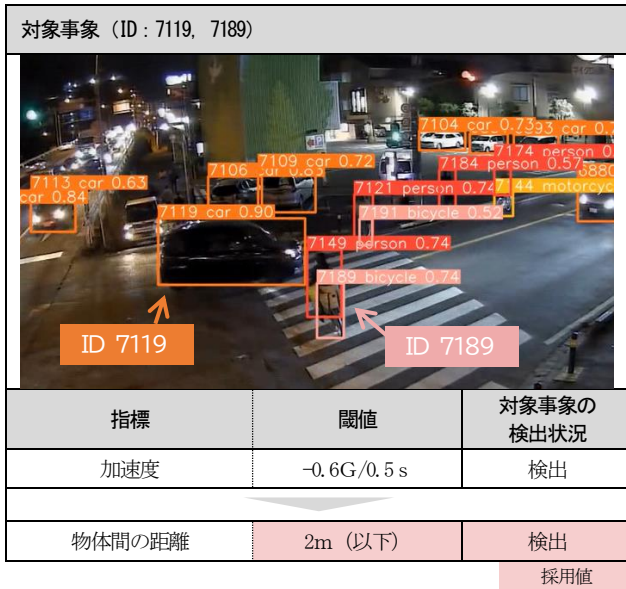 対象事象（ID：7119, 7189）
7104 car 0.73
93 car 0.
7174 person 0
7184 person 0.57
6880
7109 car 0.72
7106
7113 car 0.63
car 0.84
7121 person 0.74
44 motorcyc
7119 car 0.90
7191 bicycle 0.52
7149 person 0.74
7189 bicycle 0.74
ID 7119
ID 7189
指標 閾値 対象事象の
検出状況
加速度 -0.6G/0.5s 検出
物体間の距離 2m（以下） 検出
採用値